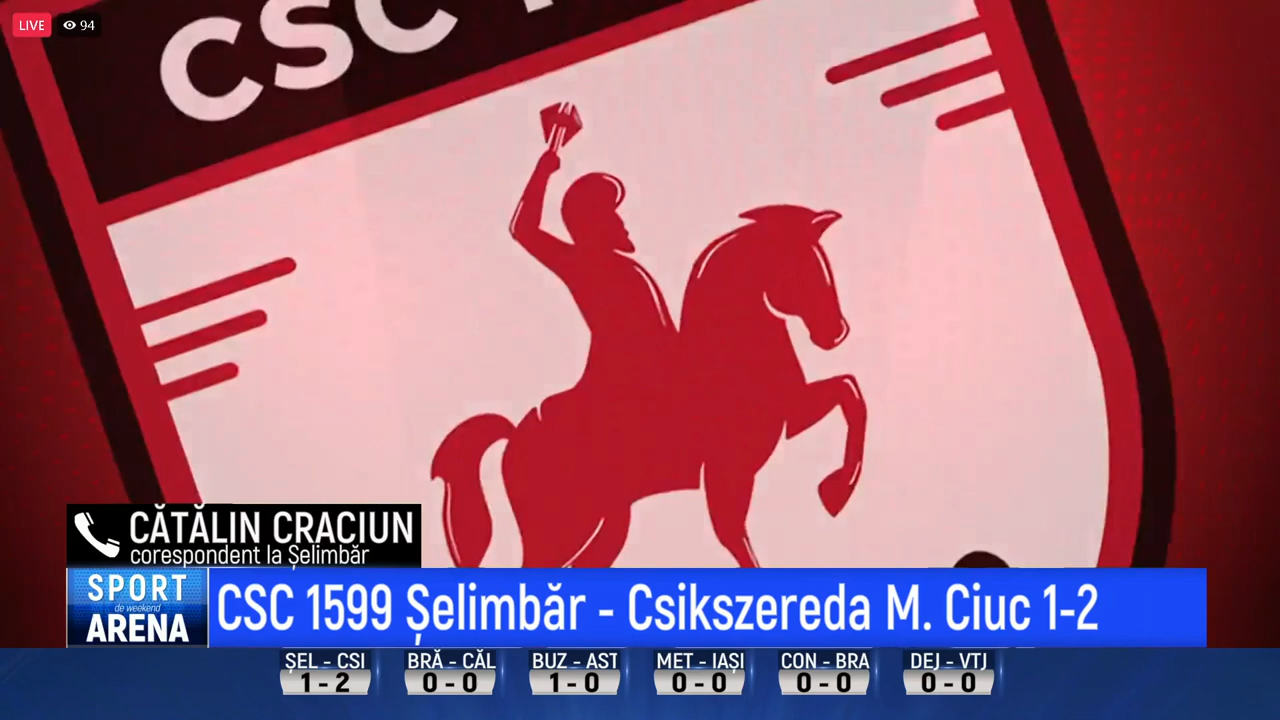 LIVE 94
CSC
CĂTĂLIN CRACIUN
corespondent la Șelimbăr
SPORT
de weekend
ARENA
CSC 1599 Șelimbăr - Csikszereda M. Ciuc 1-2
ȘEL - CSI BRĂ - CĂL BUZ - AST MET - IAȘI CON - BRA DEJ - VTJ
1 - 2 0 - 0 1 - 0 0 - 0 0 - 0 0 - 0